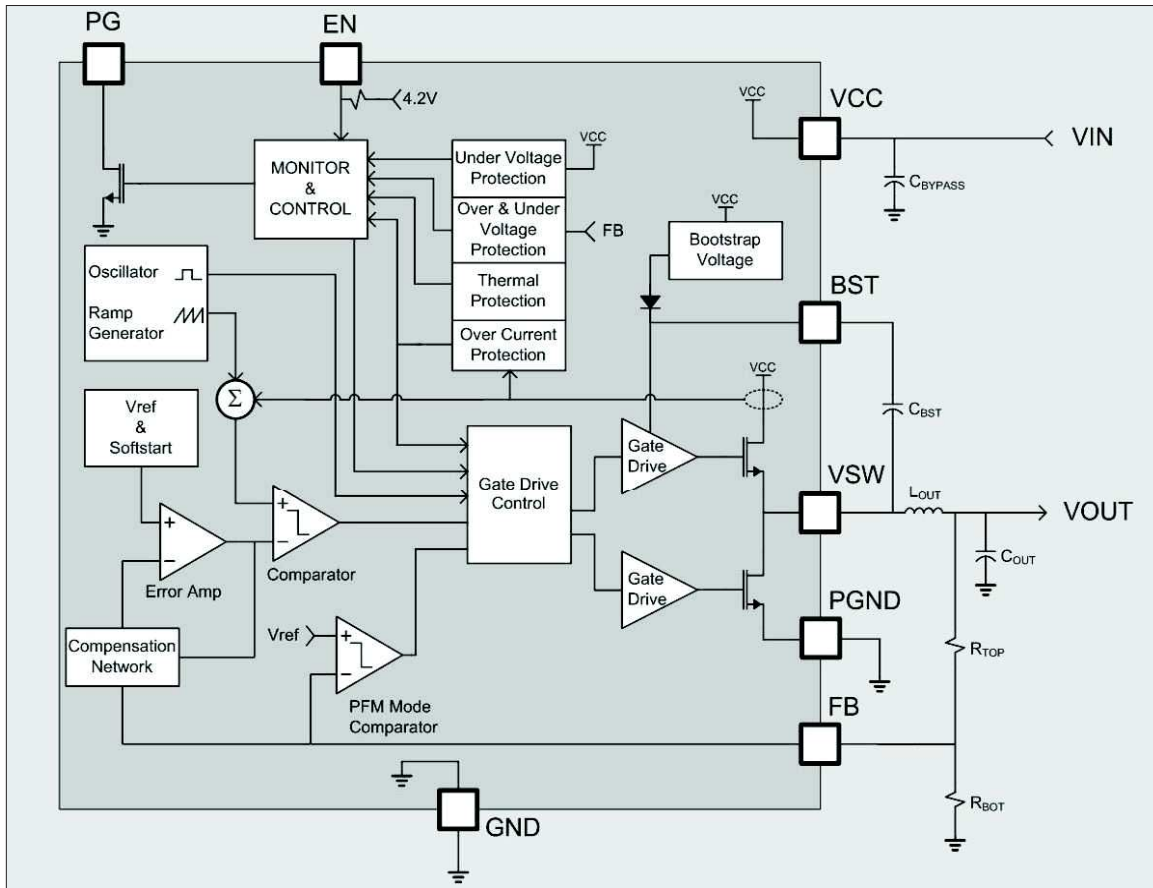 PG
EN
4.2V
VCC
VCC
VIN
MONITOR
&
CONTROL
Under Voltage
Protection
VCC
Over & Under
Voltage
Protection
FB
Thermal
Protection
Over Current
Protection
CBYPASS
VCC
Bootstrap
Voltage
BST
Oscillator
Ramp
Generator
Σ
VCC
CBST
Vref
&
Softstart
Gate Drive
Control
Gate
Drive
VSW
LOUT
VOUT
COUT
+
−
Error Amp
+
−
Comparator
Gate
Drive
PGND
RTOP
Compensation
Network
Vref
+
−
PFM Mode
Comparator
FB
RBOT
GND